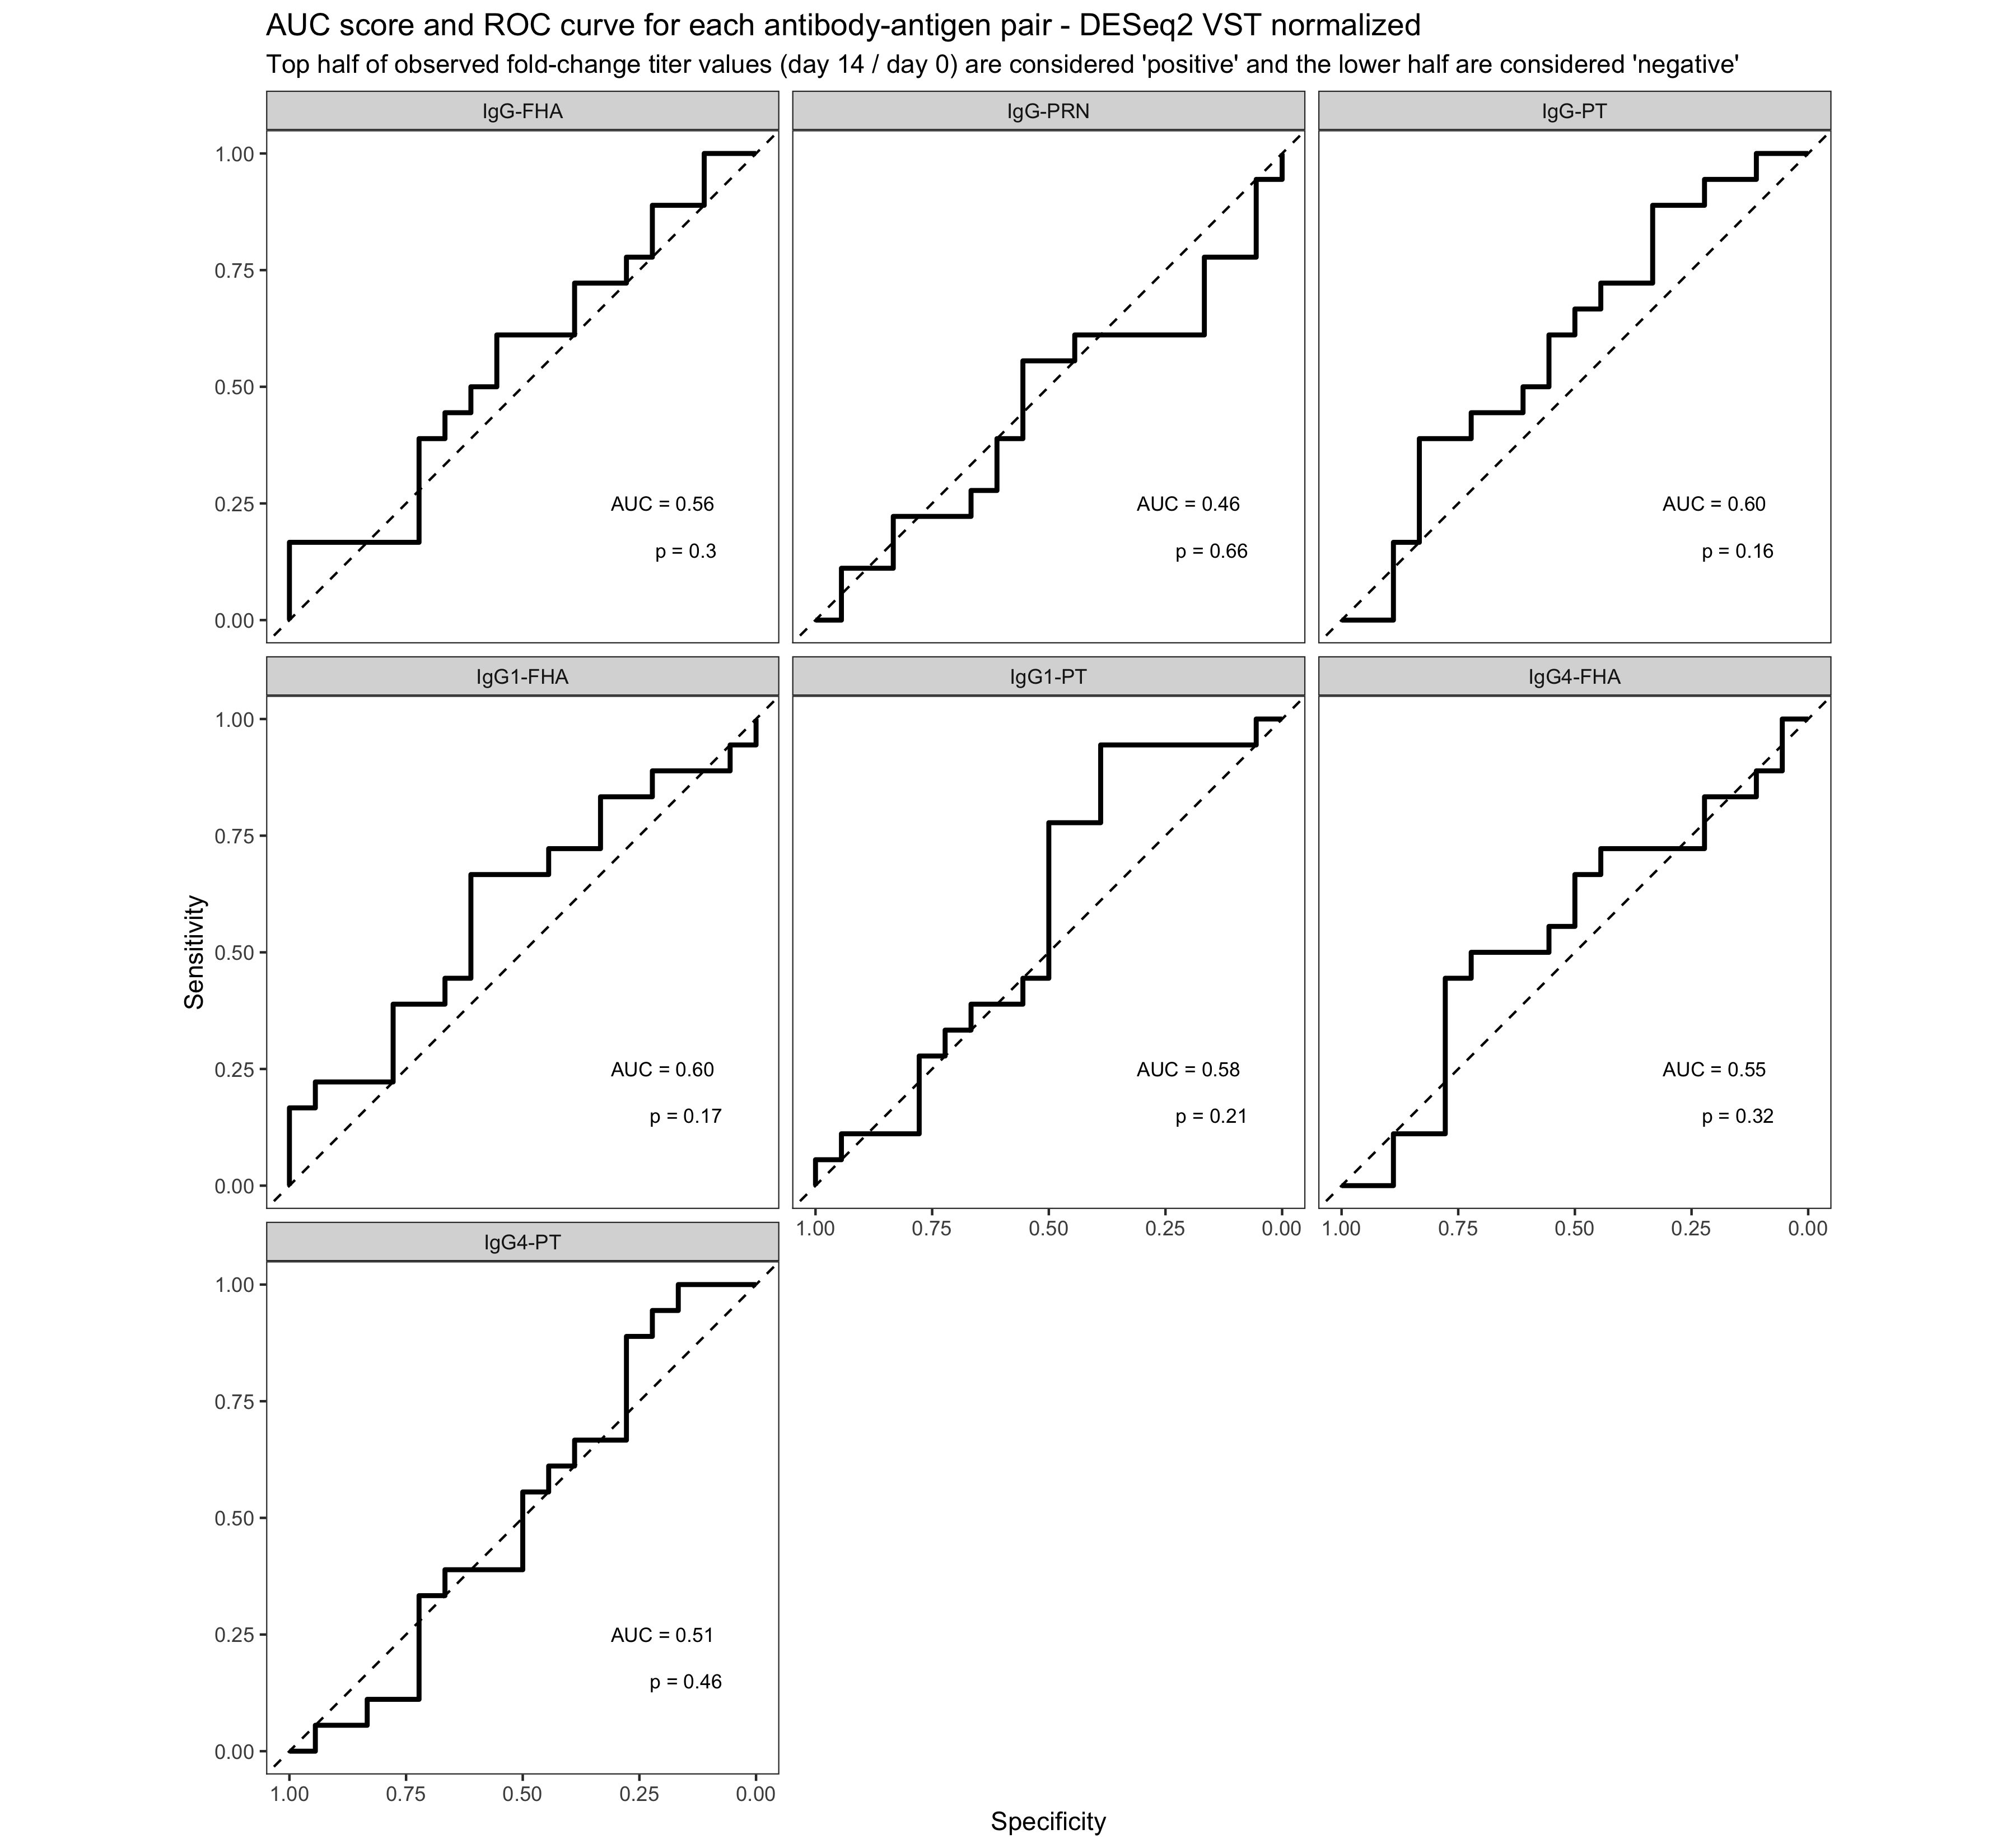 AUC score and ROC curve for each antibody-antigen pair - DESeq2 VST normalized
Top half of observed fold-change titer values (day 14 / day 0) are considered 'positive' and the lower half are considered 'negative'
IgG-FHA
IgG-PRN
IgG-PT
1.00
0.75
0.50
0.25
0.00
AUC = 0.56
p = 0.3
AUC = 0.46
p = 0.66
AUC = 0.60
p = 0.16
IgG1-FHA
IgG1-PT
IgG4-FHA
Sensitivity
1.00
0.75
0.50
0.25
0.00
AUC = 0.60
p = 0.17
AUC = 0.58
p = 0.21
AUC = 0.55
p = 0.32
1.00 0.75 0.50 0.25 0.00
1.00 0.75 0.50 0.25 0.00
IgG4-PT
1.00
0.75
0.50
0.25
0.00
AUC = 0.51
p = 0.46
1.00 0.75 0.50 0.25 0.00
Specificity